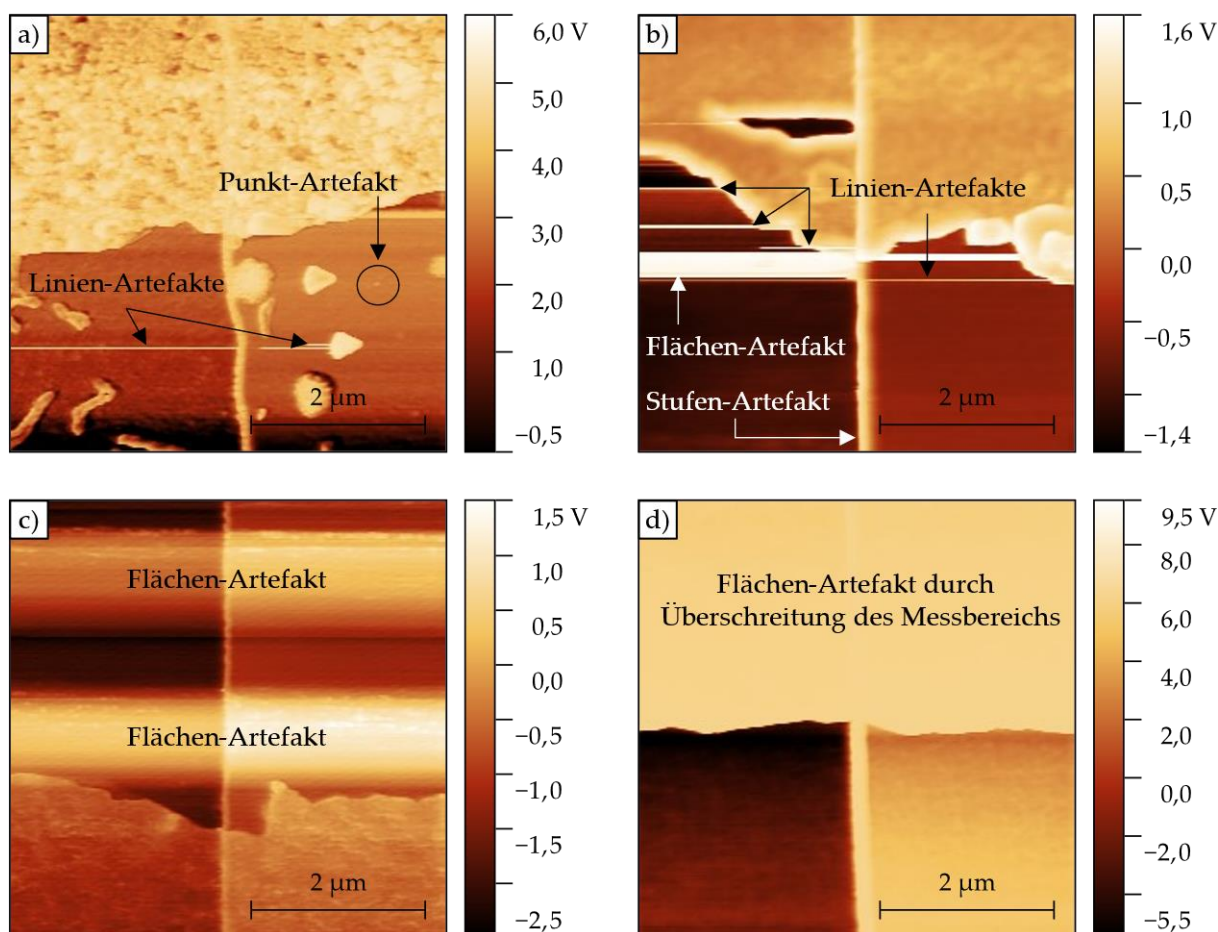 a)
Punkt-Artefakt
Linien-Artefakte
2 µm
6,0 V
5,0
4,0
3,0
2,0
1,0
−0,5
b)
Linien-Artefakte
Flächen-Artefakt
Stufen-Artefakt
2 µm
1,6 V
1,0
0,5
0,0
−0,5
−1,4
c)
Flächen-Artefakt
Flächen-Artefakt
2 µm
1,5 V
1,0
0,5
0,0
−0,5
−1,0
−1,5
−2,5
d)
Flächen-Artefakt durch
Überschreitung des Messbereichs
2 µm
9,5 V
8,0
6,0
4,0
2,0
0,0
−2,0
−5,5